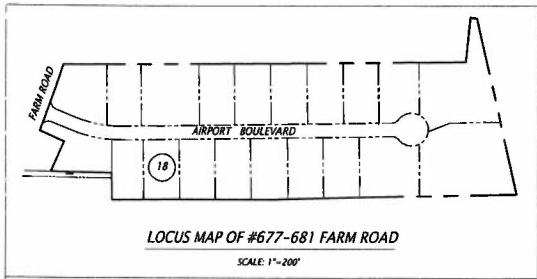 FARM ROAD
AIRPORT BOULEVARD
18
LOCUS MAP OF #677-681 FARM ROAD
SCALE: 1"=200'